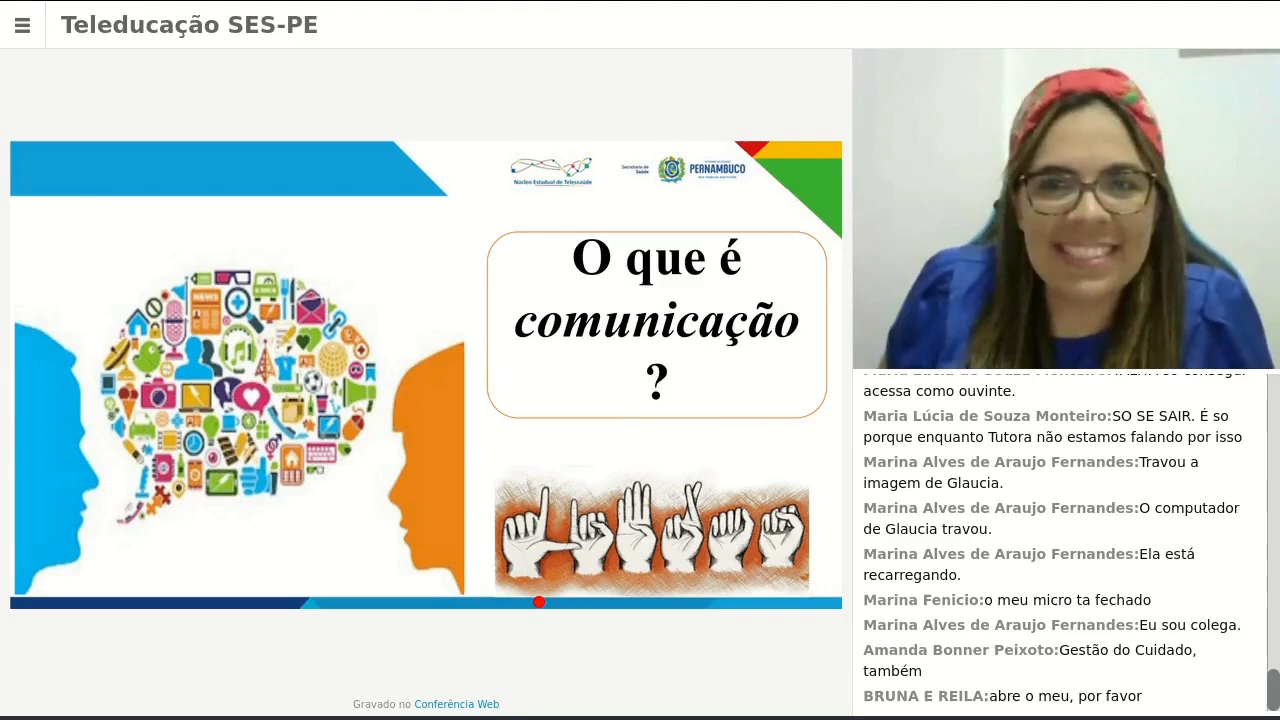 Teleducação SES-PE
Núcleo Estadual de Telessaúde
Secretaria de
Saúde
PERNAMBUCO
NEWS
O que é
comunicação
?
acessa como ouvinte.
Maria Lúcia de Souza Monteiro:SO SE SAIR. É so
porque enquanto Tutora não estamos falando por isso
Marina Alves de Araujo Fernandes:Travou a
imagem de Glaucia.
Marina Alves de Araujo Fernandes:O computador
de Glaucia travou.
Marina Alves de Araujo Fernandes:Ela está
recarregando.
Marina Fenicio:o meu micro ta fechado
Marina Alves de Araujo Fernandes:Eu sou colega.
Amanda Bonner Peixoto:Gestão do Cuidado,
também
BRUNA E REILA:abre o meu, por favor
Gravado no Conferência Web